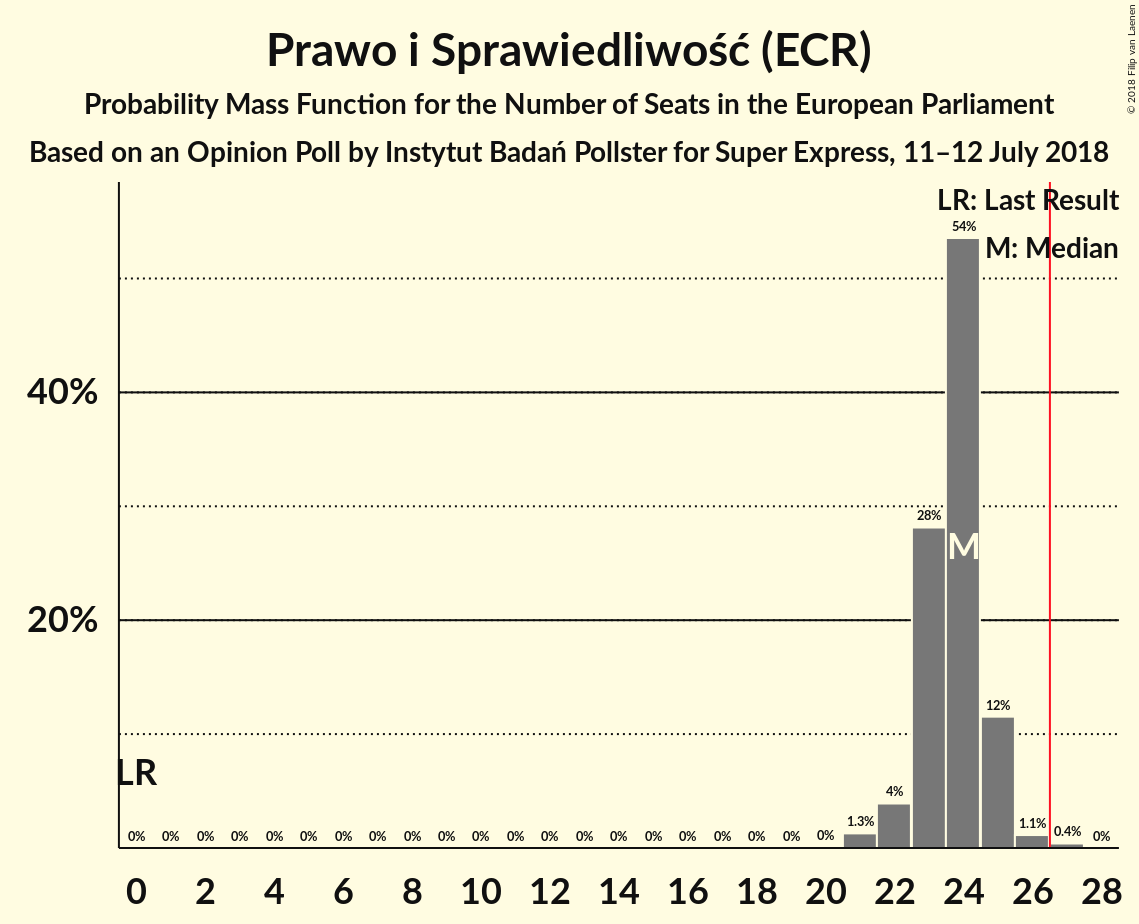 Prawo i Sprawiedliwość (ECR)
Probability Mass Function for the Number of Seats in the European Parliament
Based on an Opinion Poll by Instytut Badań Pollster for Super Express, 11–12 July 2018
© 2018 Filip van Laenen
LR: Last Result
M: Median
54%
40%
28%
M
20%
12%
LR
4%
0% 0% 0% 0% 0% 0% 0% 0% 0% 0% 0% 0% 0% 0% 0% 0% 0% 0% 0% 0% 0% 1.3% 1.1% 0.4% 0%
0 2 4 6 8 10 12 14 16 18 20 22 24 26 28